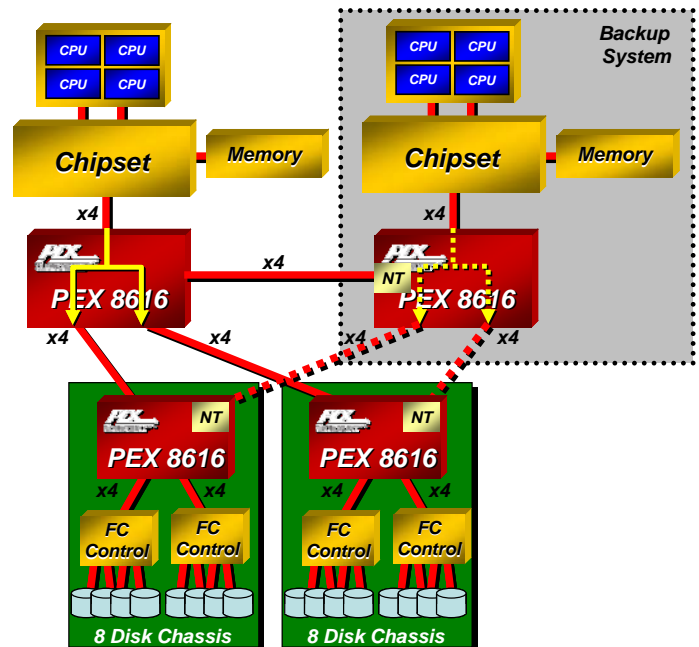 Backup
System
CPU CPU
CPU CPU
CPU CPU
CPU CPU
Chipset
Memory
Chipset
Memory
x4
x4
x4
NT
PEX 8616
PEX 8616
x4
x4
x4
x4
NT
NT
PEX 8616
PEX 8616
x4
x4
x4
x4
FC
Control
FC
Control
FC
Control
FC
Control
8 Disk Chassis
8 Disk Chassis